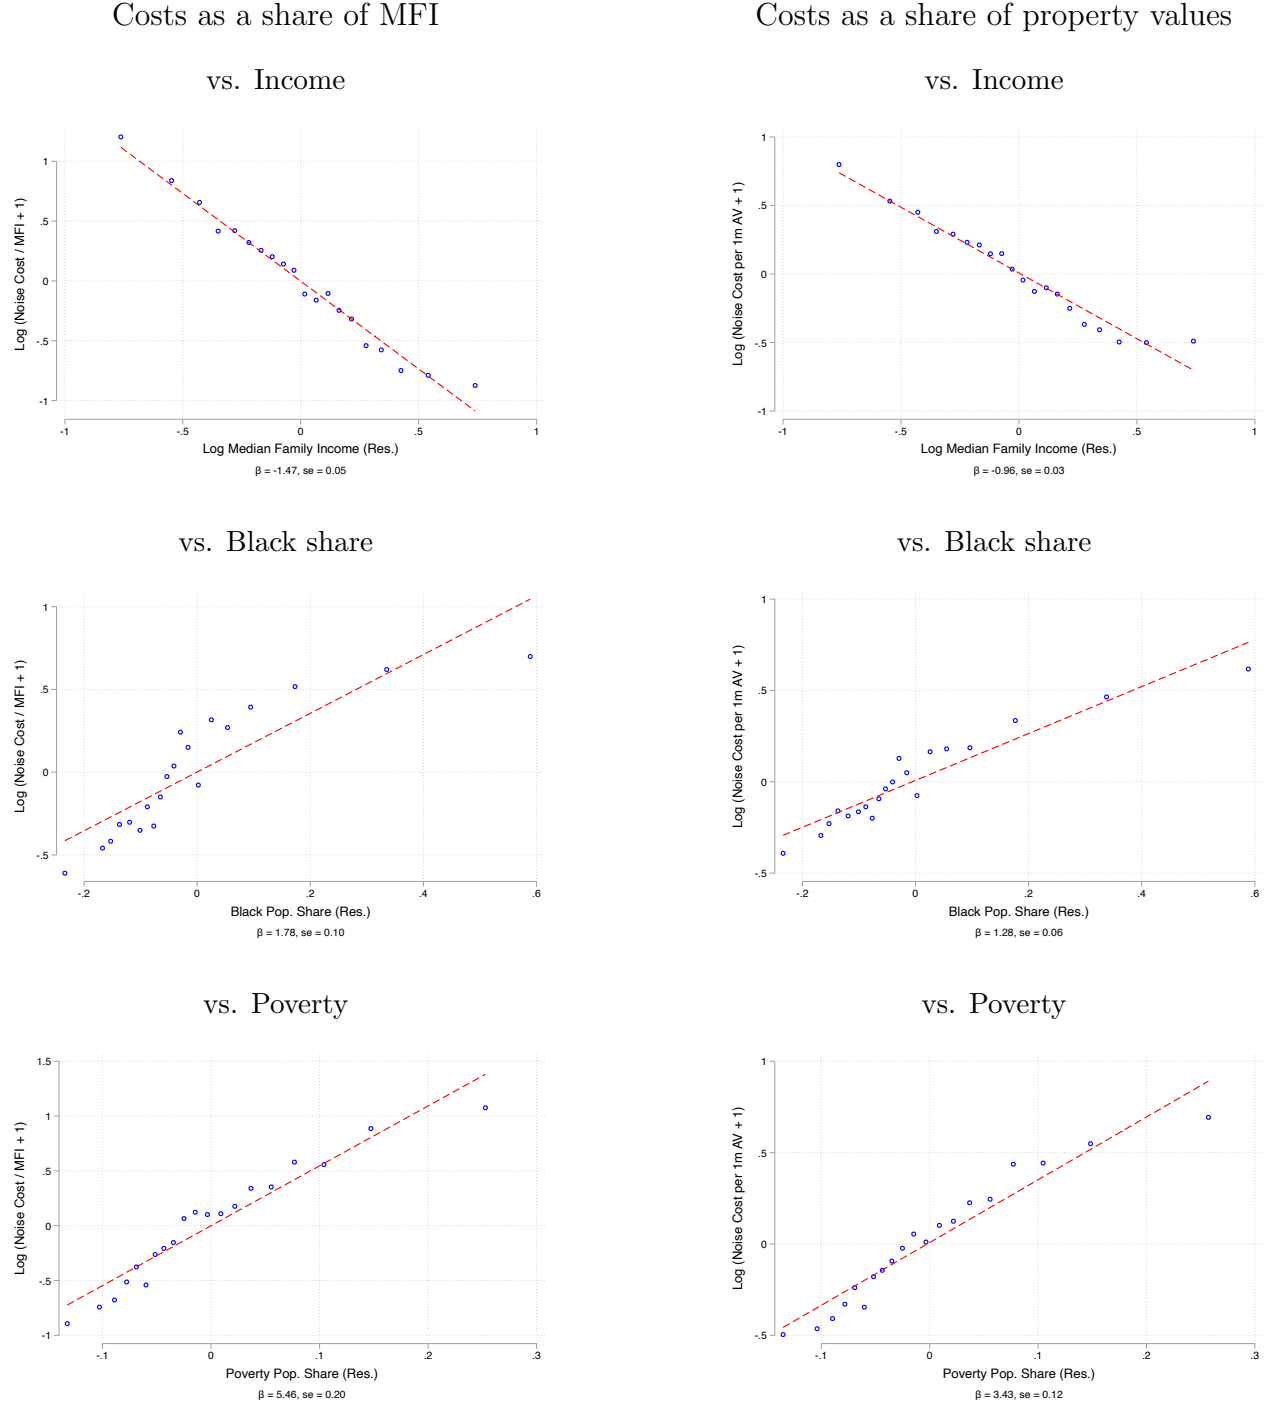 Costs as a share of MFI
Costs as a share of property values
vs. Income
vs. Income
Log (Noise Cost / MFI + 1)
1
.5
0
-.5
-1
-1
-.5
0
.5
1
Log Median Family Income (Res.)
β = -1.47, se = 0.05
Log (Noise Cost per 1m AV + 1)
1
.5
0
-.5
-1
-1
-.5
0
.5
1
Log Median Family Income (Res.)
β = -0.96, se = 0.03
vs. Black share
vs. Black share
Log (Noise Cost / MFI + 1)
1
.5
0
-.5
-.2
0
.2
.4
.6
Black Pop. Share (Res.)
β = 1.78, se = 0.10
Log (Noise Cost per 1m AV + 1)
1
.5
0
-.5
-.2
0
.2
.4
.6
Black Pop. Share (Res.)
β = 1.28, se = 0.06
vs. Poverty
vs. Poverty
Log (Noise Cost / MFI + 1)
1.5
1
.5
0
-.5
-1
-.1
0
.1
.2
.3
Poverty Pop. Share (Res.)
β = 5.46, se = 0.20
Log (Noise Cost per 1m AV + 1)
1
.5
0
-.5
-.1
0
.1
.2
.3
Poverty Pop. Share (Res.)
β = 3.43, se = 0.12